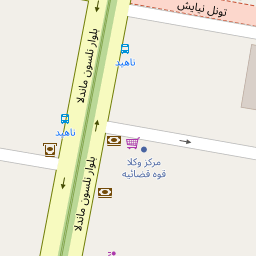 تونل نیایش
بلوار نلسون ماندلا
ناهید
ناهید
مرکز وکلا
قوه قضائیه
بلوار نلسون ماندلا